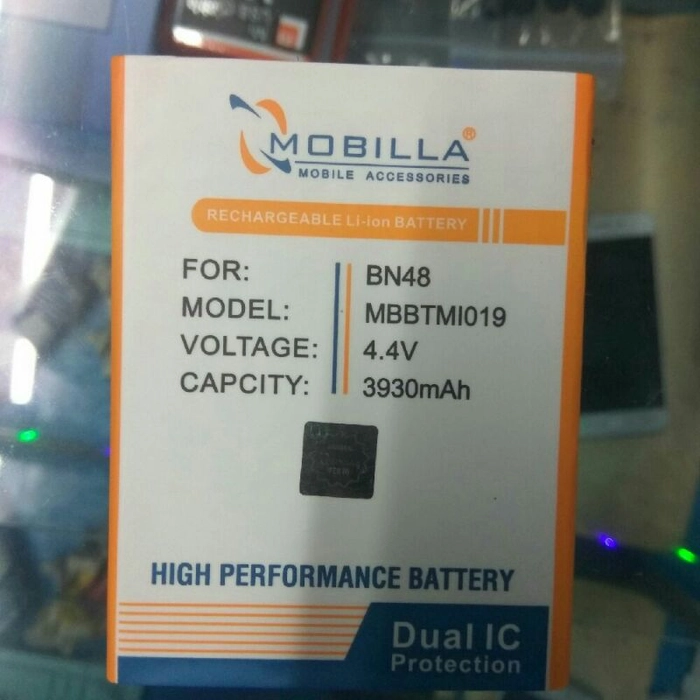 MOBILLA®
MOBILE ACCESSORIES
RECHARGEABLE Li-ion BATTERY
FOR: BN48
MODEL: MBBTMI019
VOLTAGE: 4.4V
CAPCITY: 3930mAh
HIGH PERFORMANCE BATTERY
Dual IC
Protection